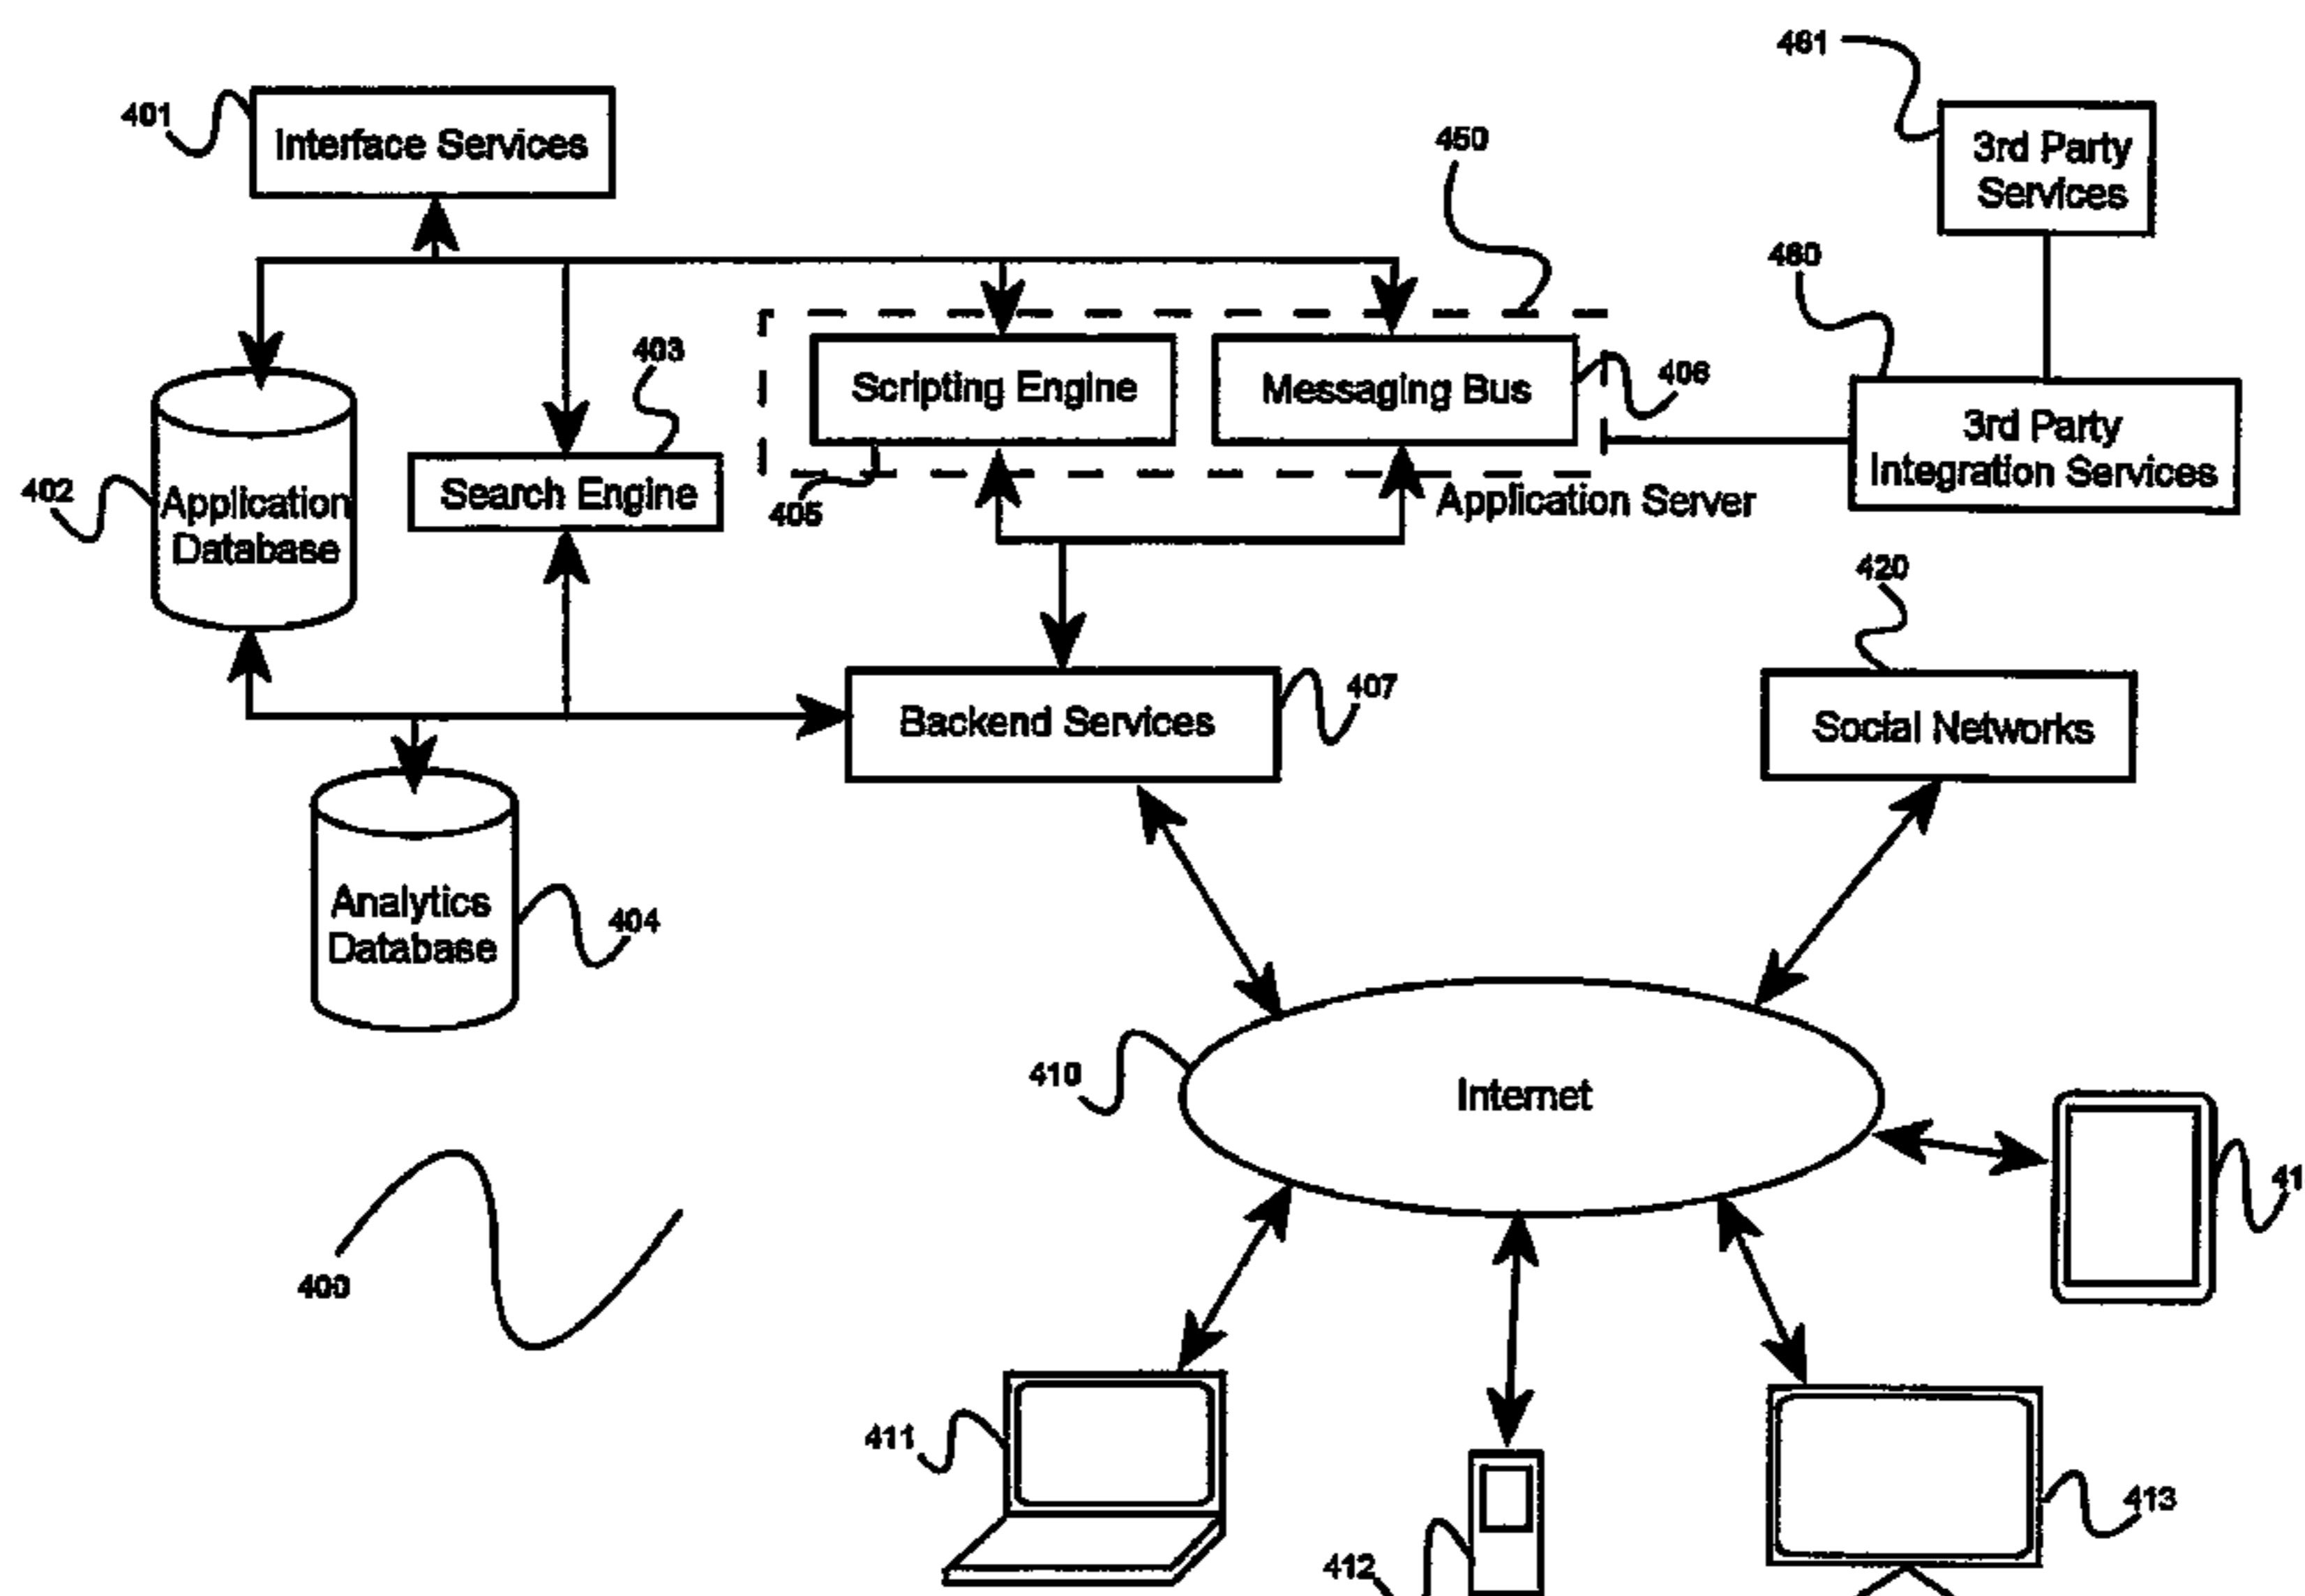 461
401
Interface Services
450
3rd Party
Services
460
403
Scripting Engine
Messaging Bus
406
3rd Party
Integration Services
402
Application
Database
Search Engine
405
Application Server
420
407
Backend Services
Social Networks
Analytics
Database
404
410
Internet
41
400
411
413
412